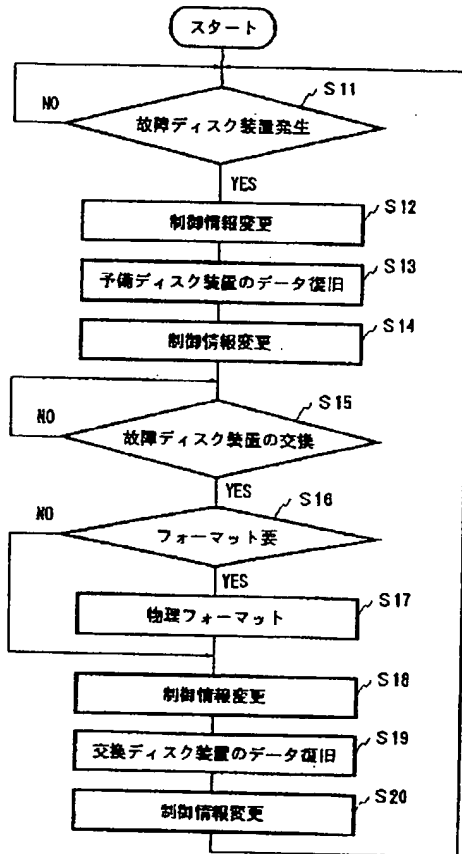 スタート
S11
NO
故障ディスク装置発生
YES
S12
制御情報変更
S13
予備ディスク装置のデータ復旧
S14
制御情報変更
S15
NO
故障ディスク装置の交換
YES
S16
NO
フォーマット要
YES
S17
物理フォーマット
S18
制御情報変更
S19
交換ディスク装置のデータ復旧
S20
制御情報変更